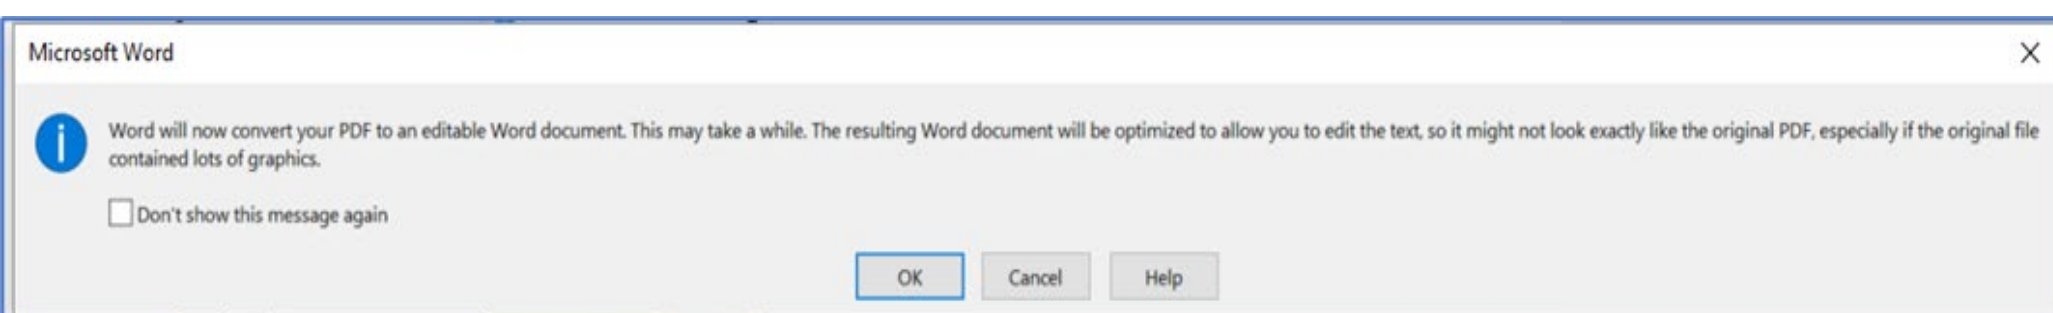 Microsoft Word
Word will now convert your PDF to an editable Word document. This may take a while. The resulting Word document will be optimized to allow you to edit the text, so it might not look exactly like the original PDF, especially if the original file
contained lots of graphics.
Don't show this message again
OK Cancel Help